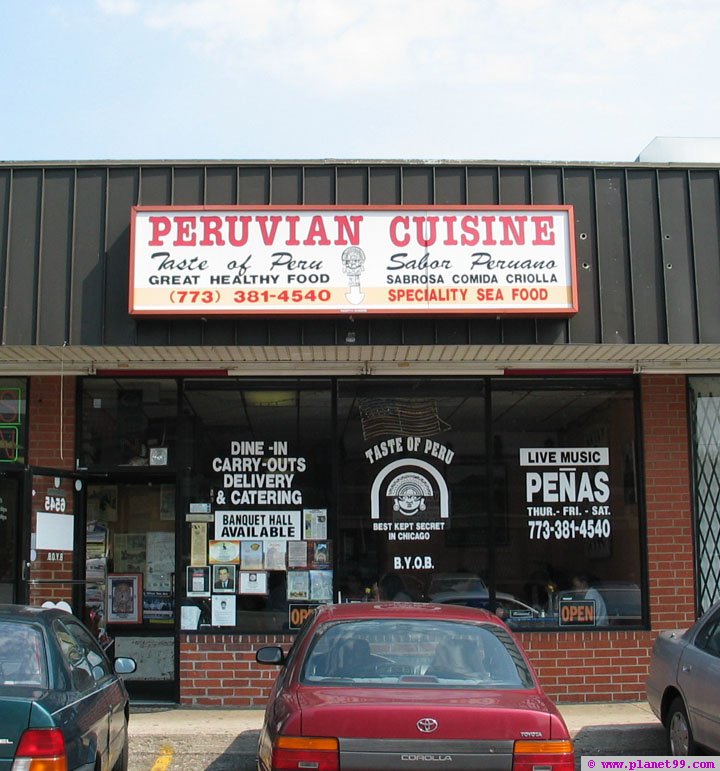 PERUVIAN CUISINE
Taste of Peru
GREAT HEALTHY FOOD
(773) 381-4540
Sabor Peruano
SABROSA COMIDA CRIOLLA
SPECIALITY SEA FOOD
DINE-IN
CARRY-OUTS
DELIVERY
& CATERING
BANQUET HALL
AVAILABLE
TASTE OF PERU
BEST KEPT SECRET
IN CHICAGO
B.Y.O.B.
LIVE MUSIC
PEÑAS
THUR.- FRI. - SAT.
773-381-4540
6545
B.Y.O.B.
OPEN
OPEN
TOYOTA
COROLLA
© www.planet99.com